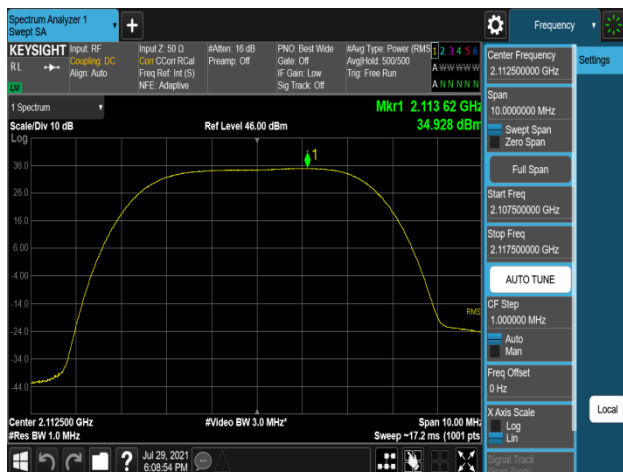 Spectrum Analyzer 1
Swept SA
+
Frequency
KEYSIGHT
RL
Input: RF
Coupling: DC
Align: Auto
Input Z: 50 Ω
Corr CCorr RCal
Freq Ref: Int (S)
NFE: Adaptive
#Atten: 16 dB
Preamp: Off
PNO: Best Wide
Gate: Off
IF Gain: Low
Sig Track: Off
#Avg Type: Power (RMS
Avg|Hold: 500/500
Trig: Free Run
1 2 3 4 5 6
A W W W W W
A N N N N N
1 Spectrum
Scale/Div 10 dB
Ref Level 46.00 dBm
Mkr1 2.113 62 GHz
34.928 dBm
Log
1
36.0
26.0
16.0
6.00
-4.00
-14.0
RMS
-24.0
-34.0
-44.0
Center 2.112500 GHz
#Res BW 1.0 MHz
#Video BW 3.0 MHz*
Span 10.00 MHz
Sweep ~17.2 ms (1001 pts)
?
Jul 29, 2021
6:08:54 PM
Center Frequency
2.112500000 GHz
Settings
Span
10.0000000 MHz
Swept Span
Zero Span
Full Span
Start Freq
2.107500000 GHz
Stop Freq
2.117500000 GHz
AUTO TUNE
CF Step
1.000000 MHz
Auto
Man
Freq Offset
0 Hz
X Axis Scale
Log
Lin
Local
Signal Track